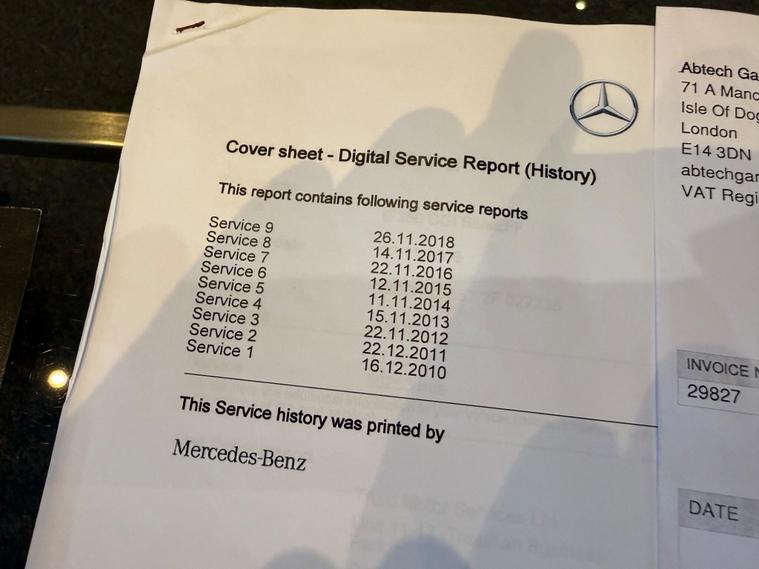 Cover sheet - Digital Service Report (History)
This report contains following service reports
Service 9 26.11.2018
Service 8 14.11.2017
Service 7 22.11.2016
Service 6 12.11.2015
Service 5 11.11.2014
Service 4 15.11.2013
Service 3 22.11.2012
Service 2 22.12.2011
Service 1 16.12.2010
This Service history was printed by
Mercedes-Benz
Abtech Ga
71 A Manc
Isle Of Dog
London
E14 3DN
abtechgar
VAT Regi
INVOICE N
29827
DATE